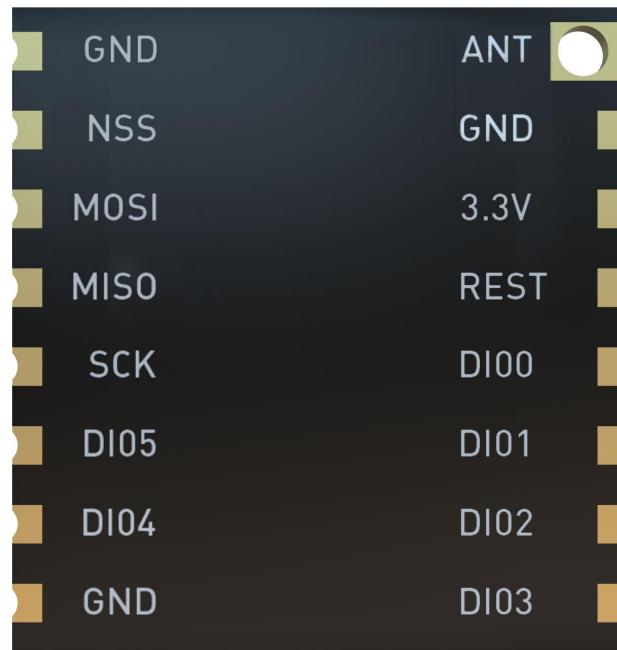 GND ANT
NSS GND
MOSI 3.3V
MISO REST
SCK DIO0
DIO5 DIO1
DIO4 DIO2
GND DIO3